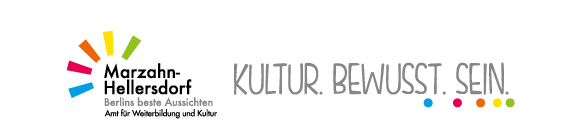 Marzahn-
Hellersdorf
Berlins beste Aussichten
Amt für Weiterbildung und Kultur
KULTUR. BEWUSST. SEIN.